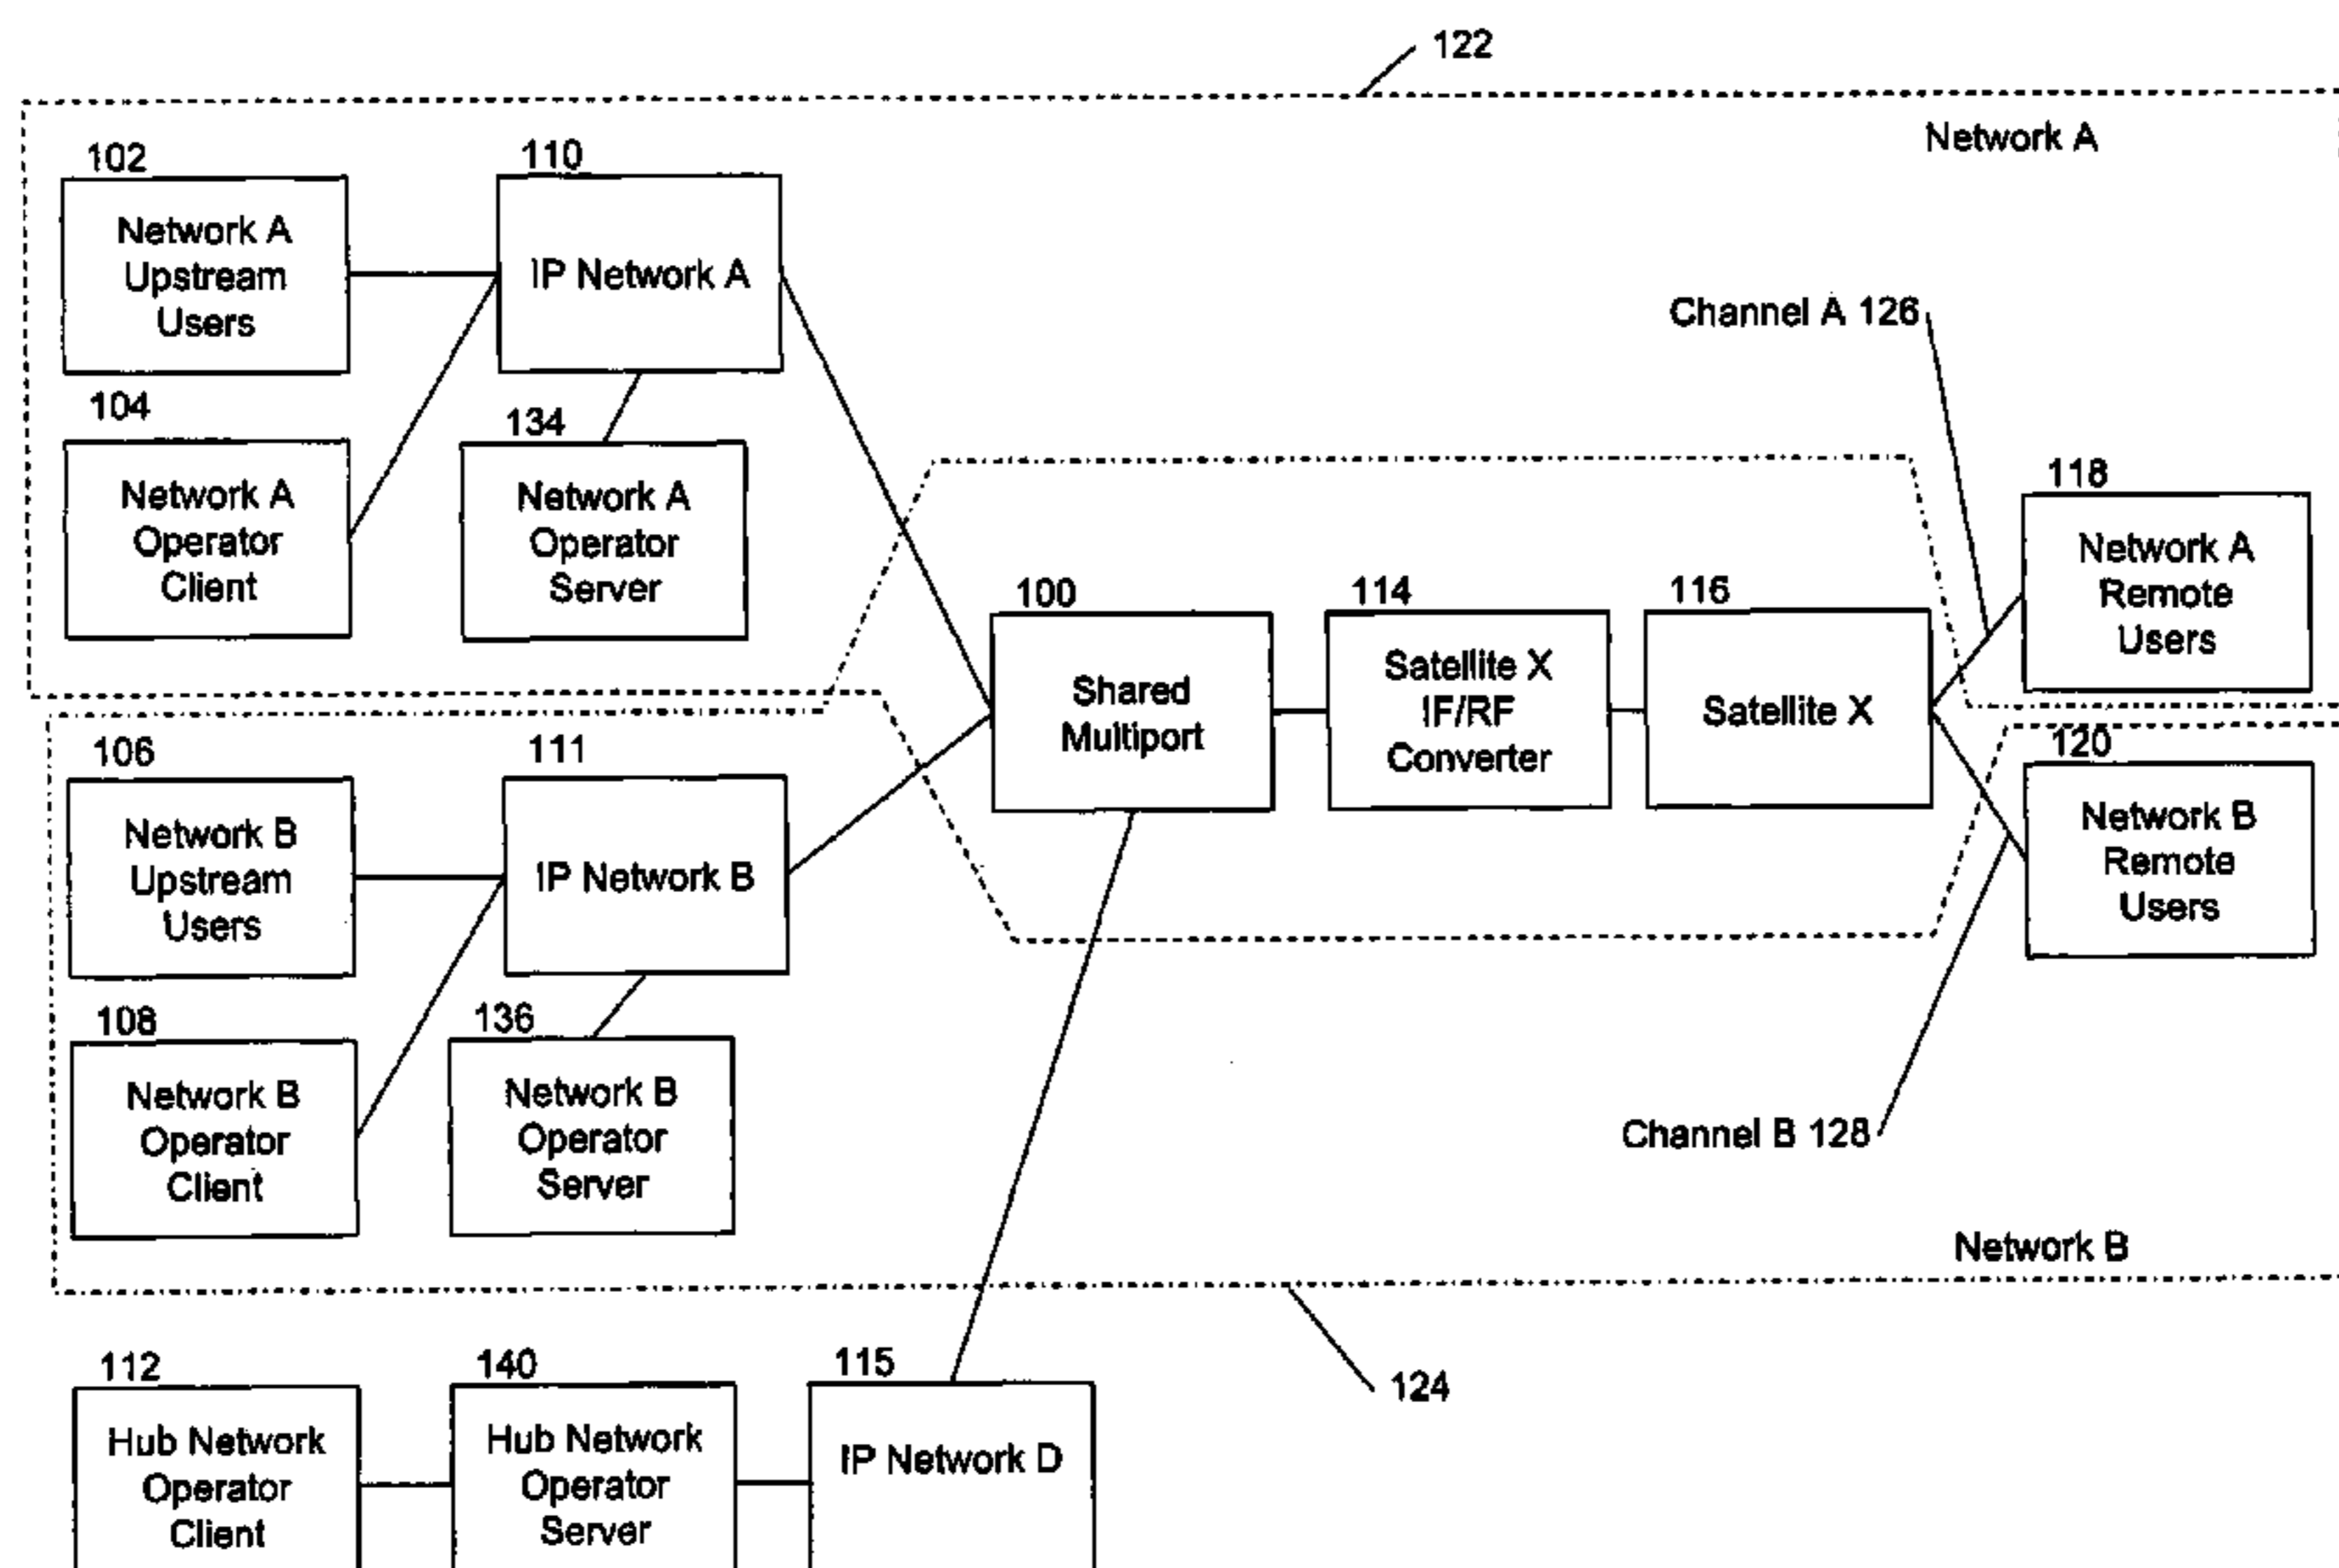 122
Network A
102
Network A
Upstream
Users
110
IP Network A
Channel A 126
104
Network A
Operator
Client
134
Network A
Operator
Server
118
Network A
Remote
Users
100
Shared
Multiport
114
Satellite X
IF/RF
Converter
116
Satellite X
106
Network B
Upstream
Users
111
IP Network B
120
Network B
Remote
Users
108
Network B
Operator
Client
136
Network B
Operator
Server
Channel B 128
Network B
124
112
Hub Network
Operator
Client
140
Hub Network
Operator
Server
115
IP Network D